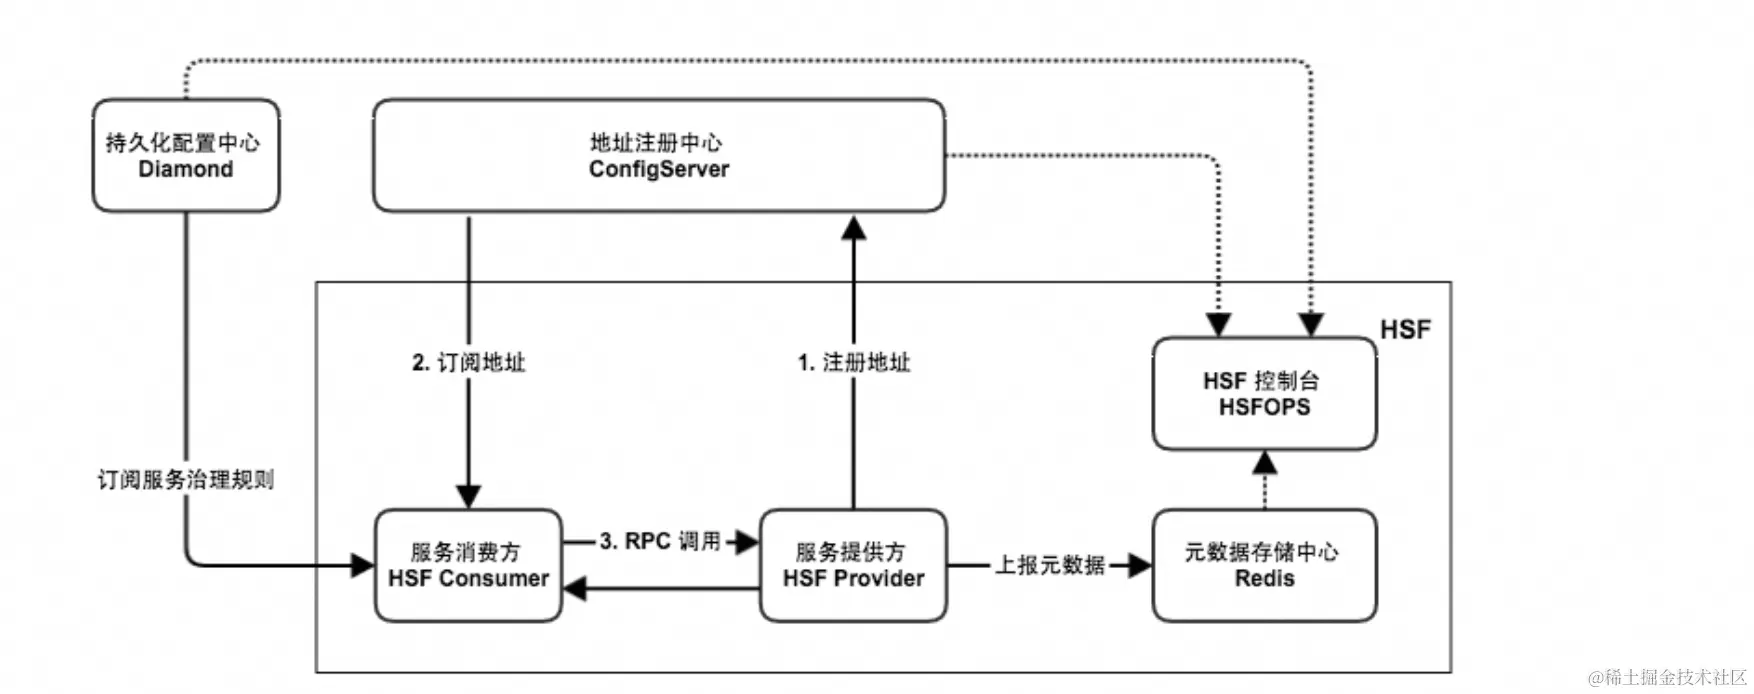 持久化配置中心
Diamond
地址注册中心
ConfigServer
HSF
2. 订阅地址
1. 注册地址
HSF 控制台
HSFOPS
订阅服务治理规则
服务消费方
HSF Consumer
3. RPC 调用
服务提供方
HSF Provider
上报元数据
元数据存储中心
Redis
@稀土掘金技术社区